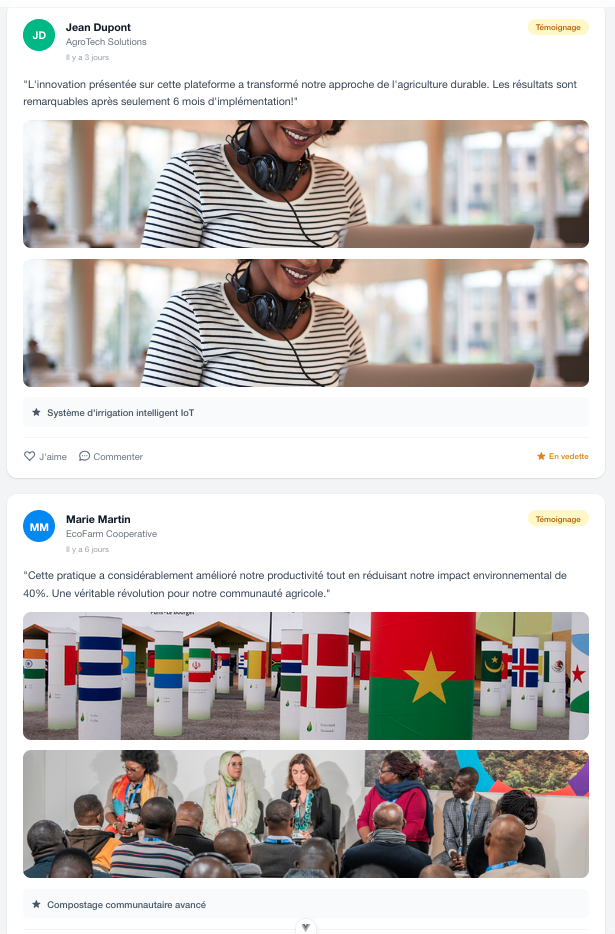 JD
Jean Dupont
AgroTech Solutions
Il y a 3 jours
Témoignage
"L'innovation présentée sur cette plateforme a transformé notre approche de l'agriculture durable. Les résultats sont
remarquables après seulement 6 mois d'implémentation!"
Système d'irrigation intelligent IoT
J'aime
Commenter
En vedette
MM
Marie Martin
EcoFarm Cooperative
Il y a 6 jours
Témoignage
"Cette pratique a considérablement amélioré notre productivité tout en réduisant notre impact environnemental de
40%. Une véritable révolution pour notre communauté agricole."
Compostage communautaire avancé